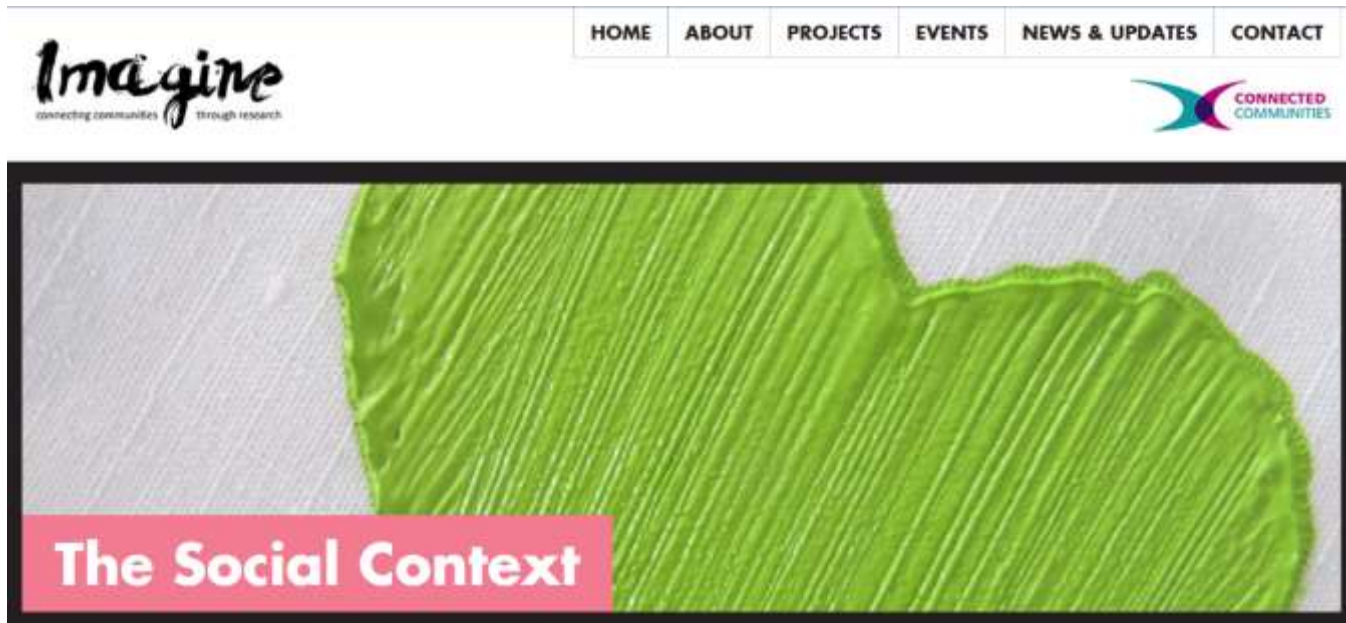 HOME ABOUT PROJECTS EVENTS NEWS & UPDATES CONTACT
Imagine
connecting communities through research
CONNECTED
COMMUNITIES
The Social Context